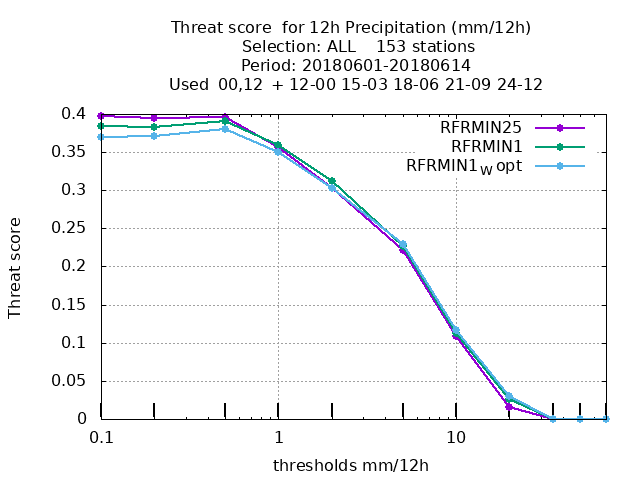 Threat score  for 12h Precipitation (mm/12h)
Selection: ALL    153 stations
Period: 20180601-20180614
Used  00,12  + 12-00 15-03 18-06 21-09 24-12
RFRMIN25
RFRMIN1
RFRMIN1W opt
Threat score
0.4
0.35
0.3
0.25
0.2
0.15
0.1
0.05
0
0.1
1
10
thresholds mm/12h